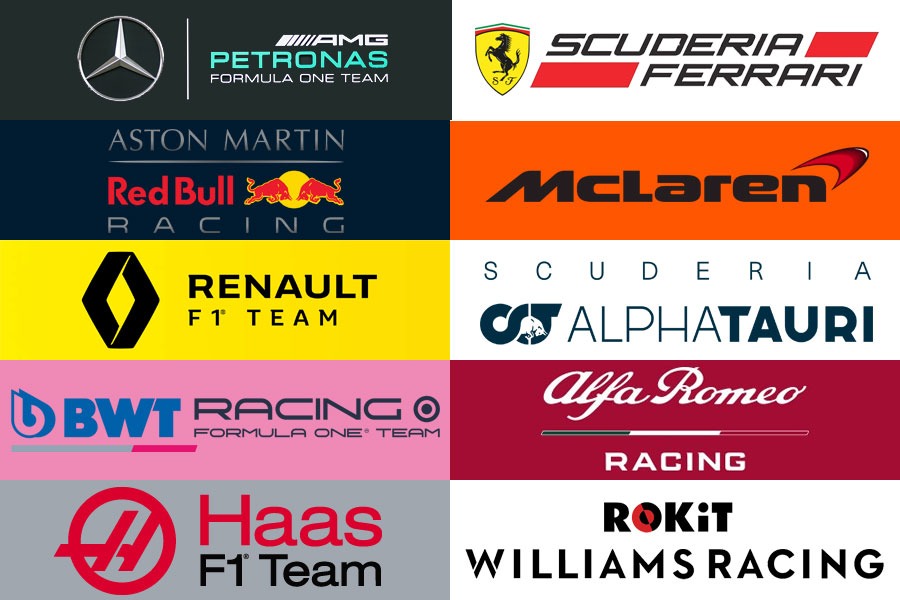 AMG
PETRONAS
FORMULA ONE TEAM
S F
SCUDERIA
FERRARI
ASTON MARTIN
Red Bull
RACING
McLaren
RENAULT
F1® TEAM
SCUDERIA
AT ALPHATAURI
BWT RACING
FORMULA ONE® TEAM
Alfa Romeo
RACING
H Haas
F1® Team
ROKiT
WILLIAMS RACING